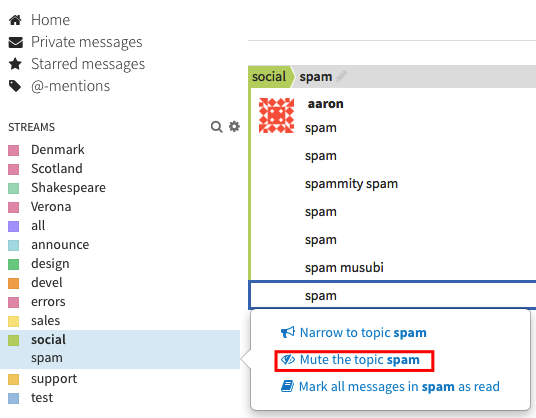 Home
Private messages
Starred messages
@-mentions
STREAMS
Denmark
Scotland
Shakespeare
Verona
all
announce
design
devel
errors
sales
social
spam
support
test
social spam
aaron
spam
spam
spammity spam
spam
spam
spam musubi
spam
Narrow to topic spam
Mute the topic spam
Mark all messages in spam as read